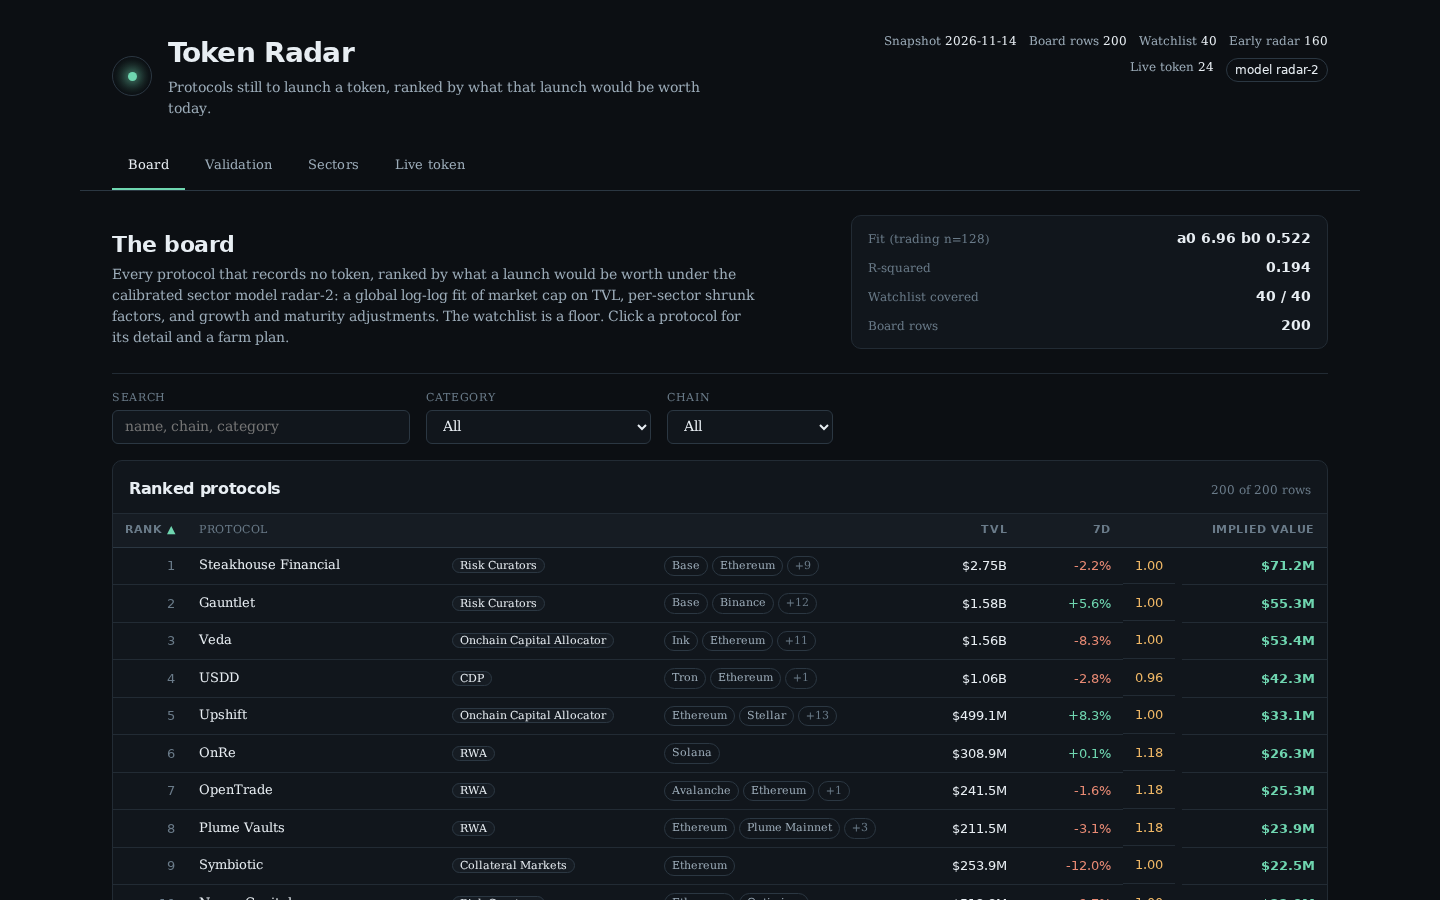 Token Radar
Protocols still to launch a token, ranked by what that launch would be worth
today.
Snapshot 2026-11-14 Board rows 200 Watchlist 40 Early radar 160
Live token 24 model radar-2
Board Validation Sectors Live token
The board
Every protocol that records no token, ranked by what a launch would be worth under the
calibrated sector model radar-2: a global log-log fit of market cap on TVL, per-sector shrunk
factors, and growth and maturity adjustments. The watchlist is a floor. Click a protocol for
its detail and a farm plan.
Fit (trading n=128) a0 6.96 b0 0.522
R-squared 0.194
Watchlist covered 40 / 40
Board rows 200
SEARCH CATEGORY CHAIN
name, chain, category All All
Ranked protocols 200 of 200 rows
RANK ▲ PROTOCOL TVL 7D IMPLIED VALUE
1 Steakhouse Financial Risk Curators Base Ethereum +9 $2.75B -2.2% 1.00 $71.2M
2 Gauntlet Risk Curators Base Binance +12 $1.58B +5.6% 1.00 $55.3M
3 Veda Onchain Capital Allocator Ink Ethereum +11 $1.56B -8.3% 1.00 $53.4M
4 USDD CDP Tron Ethereum +1 $1.06B -2.8% 0.96 $42.3M
5 Upshift Onchain Capital Allocator Ethereum Stellar +13 $499.1M +8.3% 1.00 $33.1M
6 OnRe RWA Solana $308.9M +0.1% 1.18 $26.3M
7 OpenTrade RWA Avalanche Ethereum +1 $241.5M -1.6% 1.18 $25.3M
8 Plume Vaults RWA Ethereum Plume Mainnet +3 $211.5M -3.1% 1.18 $23.9M
9 Symbiotic Collateral Markets Ethereum $253.9M -12.0% 1.00 $22.5M